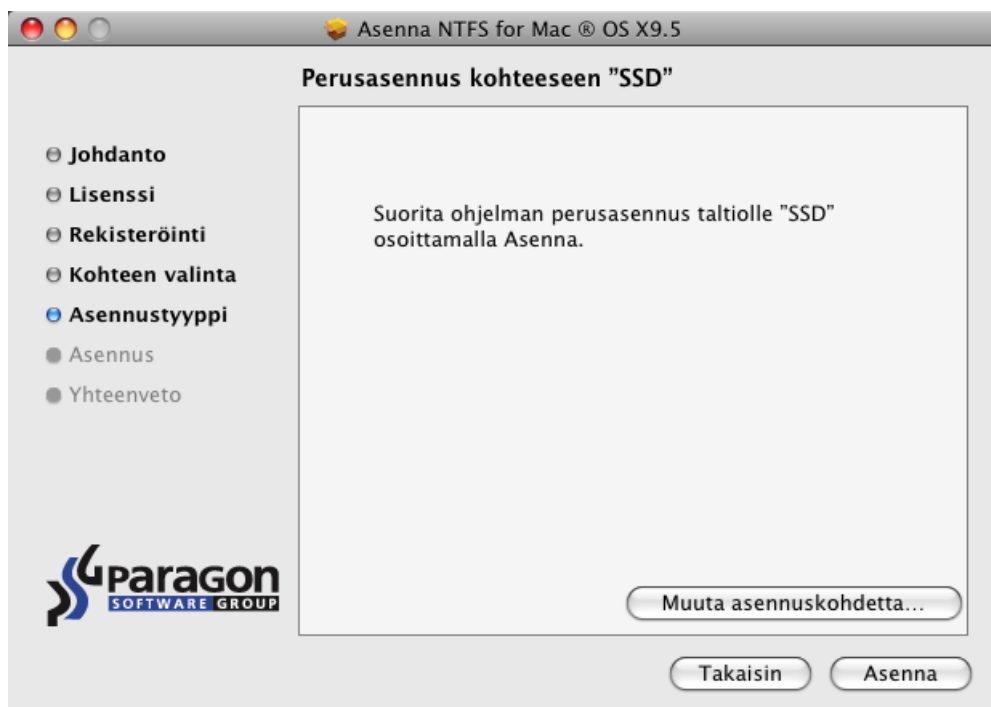 Asenna NTFS for Mac ® OS X9.5
Perusasennus kohteeseen ”SSD”
Johdanto
Lisenssi
Rekisteröinti
Kohteen valinta
Asennustyyppi
Asennus
Yhteenveto
Suorita ohjelman perusasennus taltiolle ”SSD”
osoittamalla Asenna.
paragon
SOFTWARE GROUP
Muuta asennuskohdetta...
Takaisin
Asenna